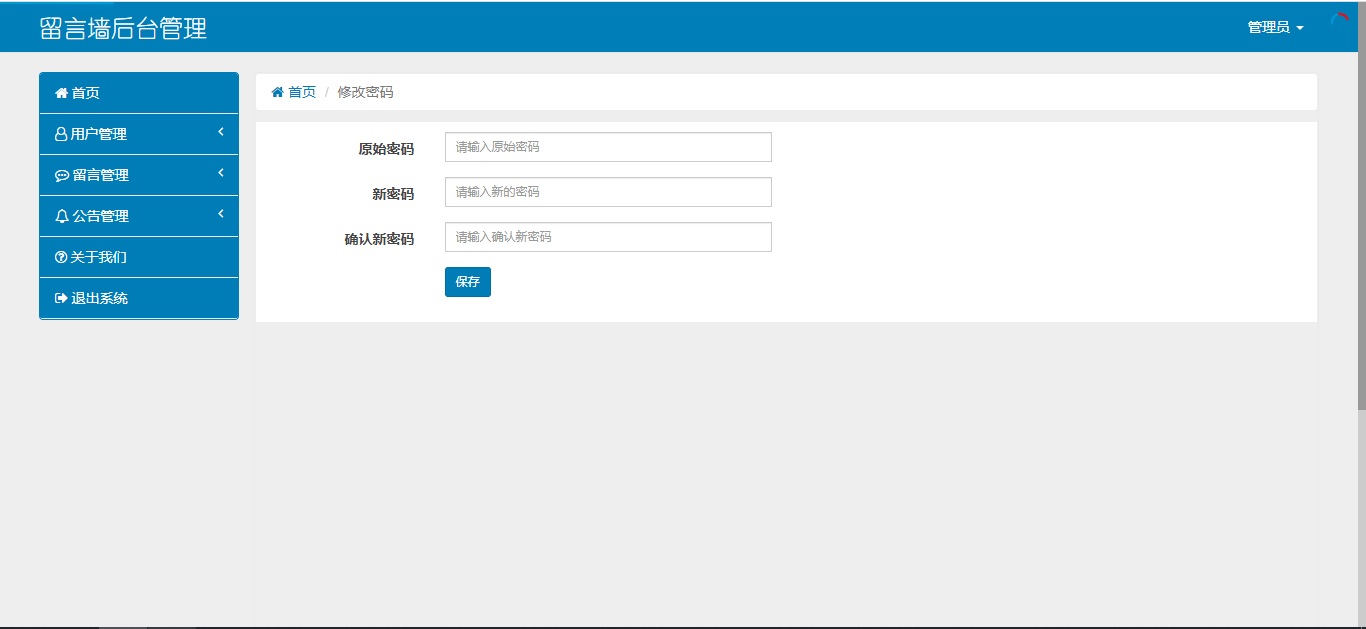 留言墙后台管理
管理员
首页
用户管理
留言管理
公告管理
关于我们
退出系统
首页 / 修改密码
原始密码 请输入原始密码
新密码 请输入新的密码
确认新密码 请输入确认新密码
保存